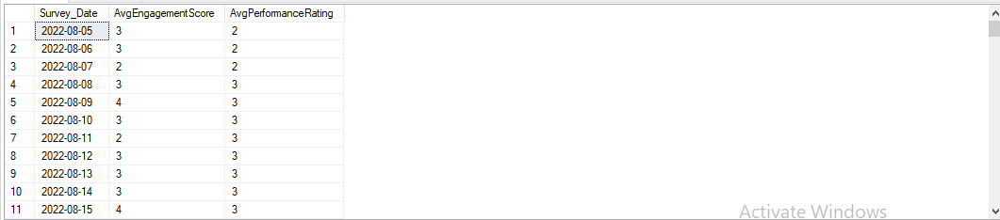 Survey_Date AvgEngagementScore AvgPerformanceRating
1 2022-08-05 3 2
2 2022-08-06 3 2
3 2022-08-07 2 2
4 2022-08-08 3 3
5 2022-08-09 4 3
6 2022-08-10 3 3
7 2022-08-11 2 3
8 2022-08-12 3 3
9 2022-08-13 3 3
10 2022-08-14 3 3
11 2022-08-15 4 3
Activate Windows